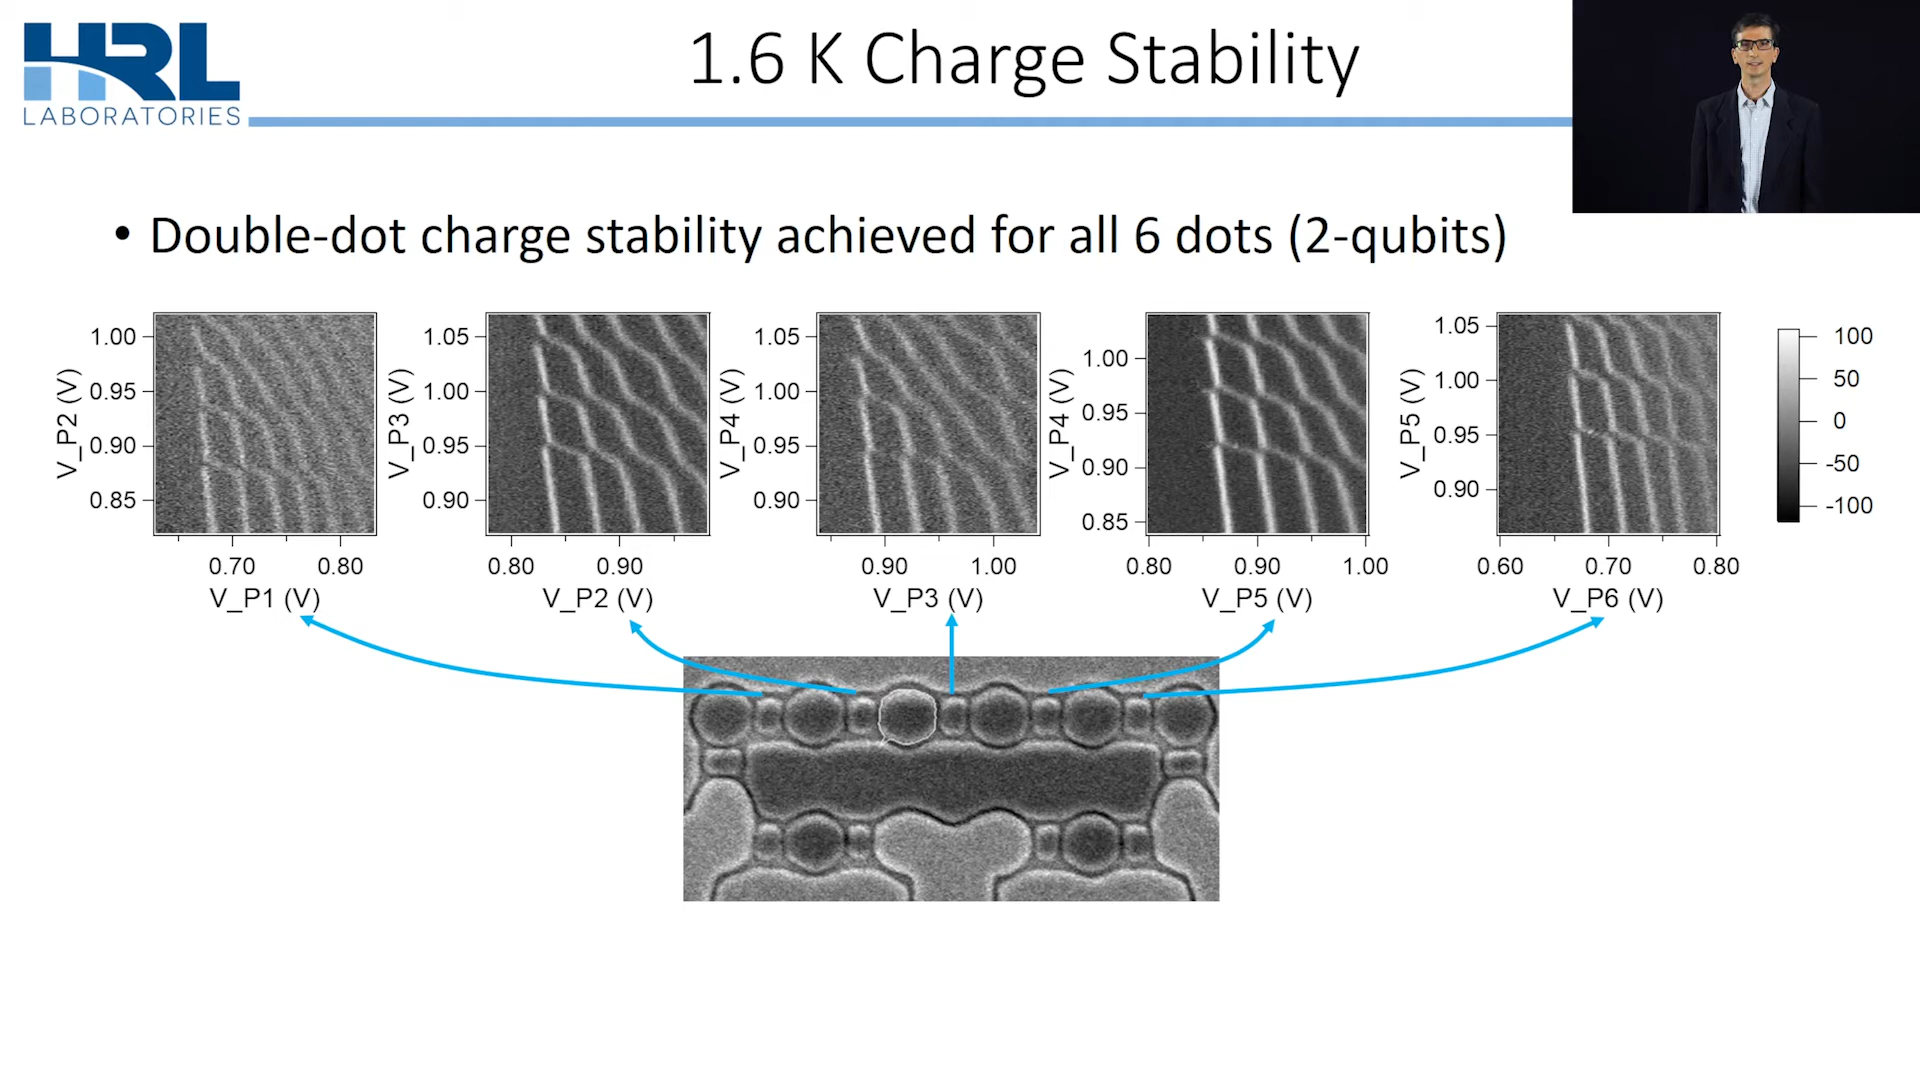 HRL
LABORATORIES
1.6 K Charge Stability
• Double-dot charge stability achieved for all 6 dots (2-qubits)
V_P2 (V)
1.00
0.95
0.90
0.85
0.70 0.80
V_P1 (V)
V_P3 (V)
1.05
1.00
0.95
0.90
0.80 0.90
V_P2 (V)
V_P4 (V)
1.05
1.00
0.95
0.90
0.90 1.00
V_P3 (V)
V_P4 (V)
1.00
0.95
0.90
0.85
0.80 0.90 1.00
V_P5 (V)
V_P5 (V)
1.05
1.00
0.95
0.90
0.60 0.70 0.80
V_P6 (V)
100
50
0
-50
-100